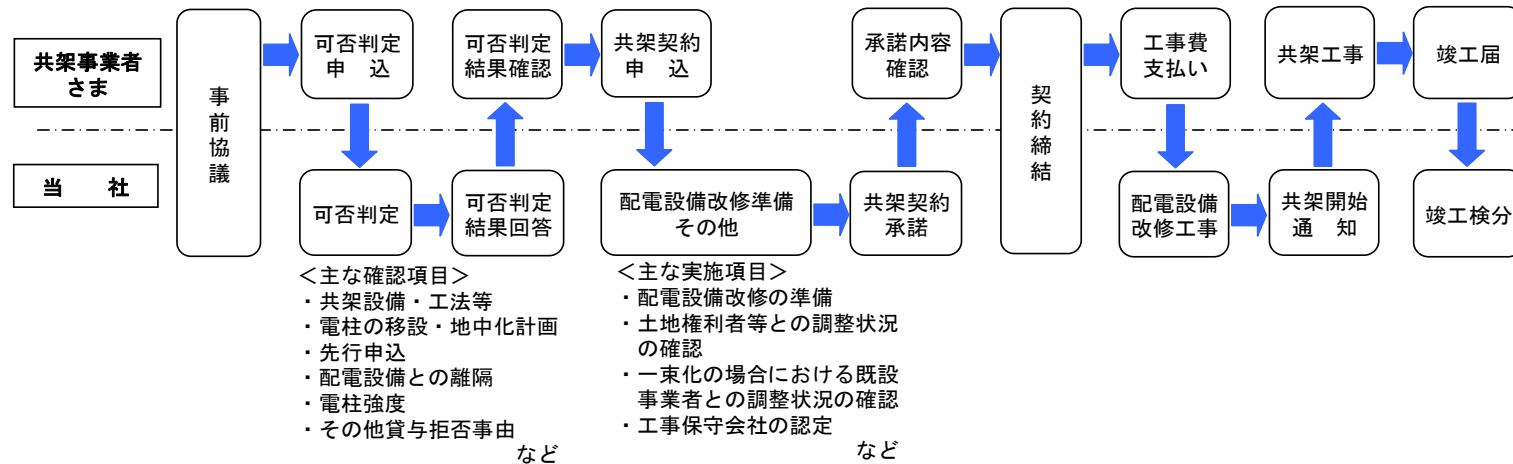 共架事業者
さま
当　　社
事前協議
可否判定
申　込
可否判定
可否判定
結果回答
可否判定
結果確認
共架契約
申　込
配電設備改修準備
その他
共架契約
承諾
承諾内容
確認
契約締結
工事費
支払い
配電設備
改修工事
共架開始
通　知
共架工事
竣工届
竣工検分
＜主な確認項目＞
・共架設備・工法等
・電柱の移設・地中化計画
・先行申込
・配電設備との離隔
・電柱強度
・その他貸与拒否事由
など
＜主な実施項目＞
・配電設備改修の準備
・土地権利者等との調整状況
の確認
・一束化の場合における既設
事業者との調整状況の確認
・工事保守会社の認定
など